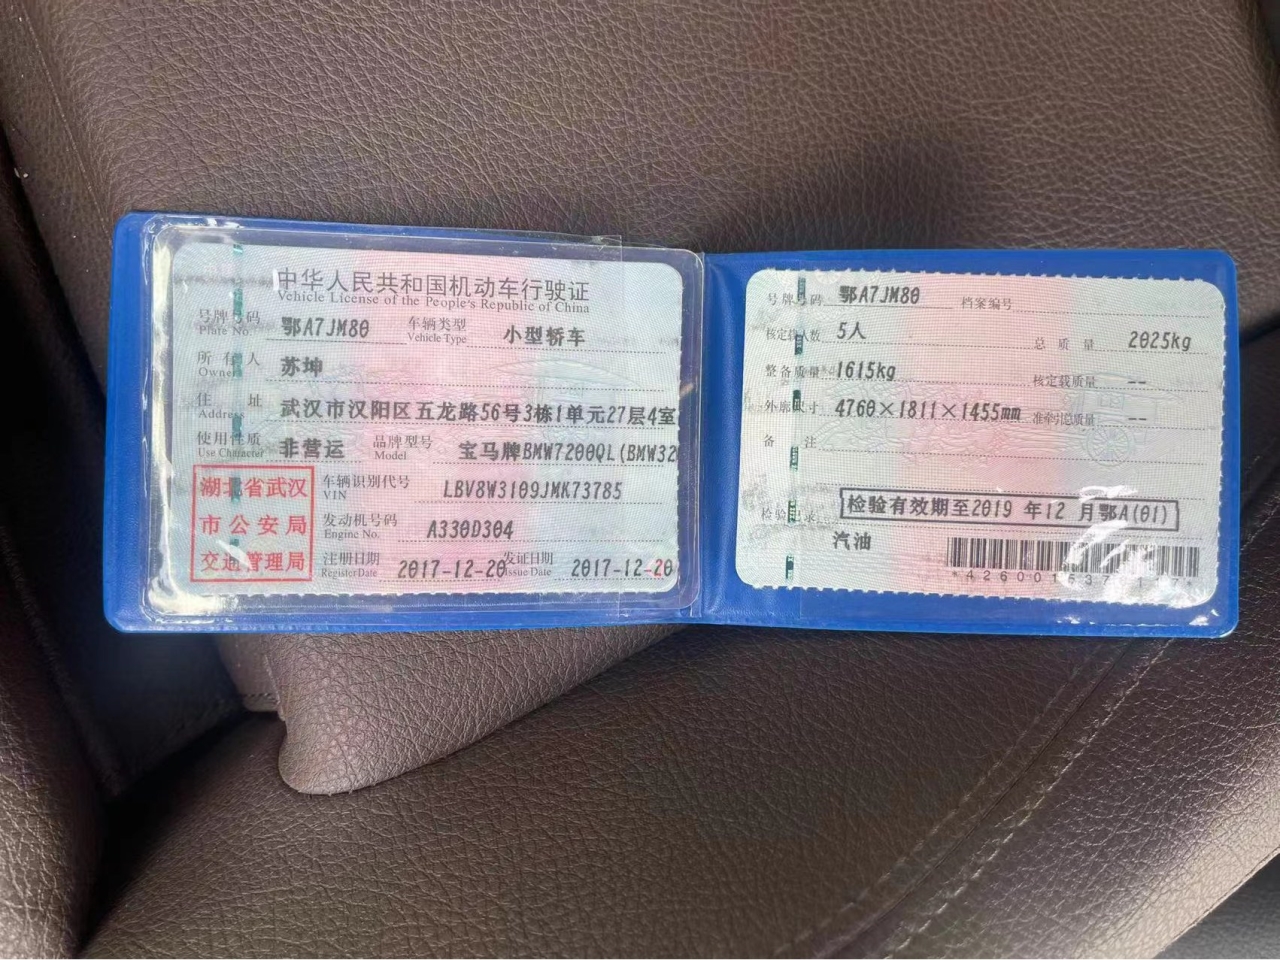 中华人民共和国机动车行驶证
Vehicle License of the People's Republic of China
号牌号码 鄂A7JM80 车辆类型 小型轿车
Plate No. Vehicle Type
所有人 苏坤
Owner
住址 武汉市汉阳区五龙路56号3栋1单元27层4室
Address
使用性质 非营运 品牌型号 宝马牌BMW7200QL(BMW32
Use Character Model
湖北省武汉
市公安局
交通管理局
车辆识别代号 LBV8W3109JMK73785
VIN
发动机号码 A330D304
Engine No.
注册日期 2017-12-20 发证日期 2017-12-20
Register Date Issue Date
号牌号码 鄂A7JM80 档案编号
核定载人数 5人 总质量 2025kg
整备质量 1615kg 核定载质量 --
外廓尺寸 4760×1811×1455mm 准牵引总质量 --
备注
检验记录 检验有效期至2019 年12 月鄂A(01)
汽油